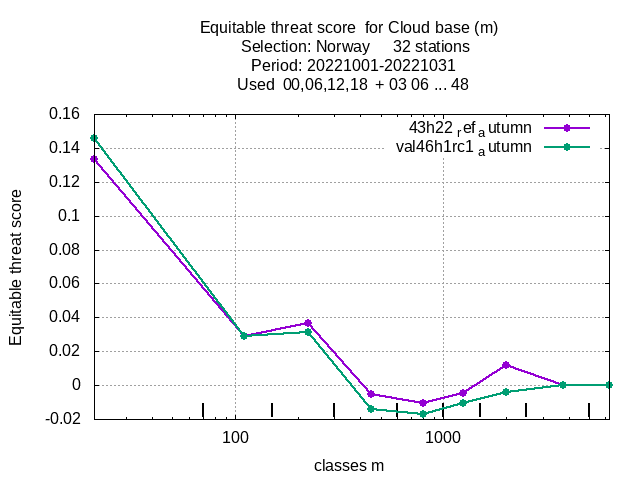 Equitable threat score  for Cloud base (m)
Selection: Norway     32 stations
Period: 20221001-20221031
Used  00,06,12,18  + 03 06 ... 48
0.16
0.14
0.12
0.1
0.08
0.06
0.04
0.02
0
-0.02
Equitable threat score
43h22 ref autumn
val46h1rc1 autumn
100
1000
classes m